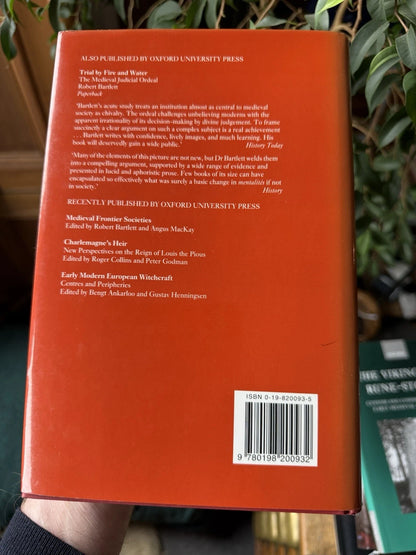 ALSO PUBLISHED BY OXFORD UNIVERSITY PRESS
Trial by Fire and Water
The Medieval Judicial Ordeal
Robert Bartlett
Paperback
'Bartlett's acute study treats an institution almost as central to medieval
society as chivalry. The ordeal challenges unbelieving moderns with the
apparent irrationality of its decision-making by divine judgement. To frame
succinctly a clear argument on such a complex subject is a real achievement
. . . Bartlett writes with confidence, lively images, and much learning. His
book will deservedly gain a wide public.' History Today
'Many of the elements of this picture are not new, but Dr Bartlett welds them
into a compelling argument, supported by a wide range of evidence and
presented in lucid and aphoristic prose. Few books of its size can have
encapsulated so effectively what was surely a basic change in mentalités if not
in society.' History
RECENTLY PUBLISHED BY OXFORD UNIVERSITY PRESS
Medieval Frontier Societies
Edited by Robert Bartlett and Angus MacKay
Charlemagne's Heir
New Perspectives on the Reign of Louis the Pious
Edited by Roger Collins and Peter Godman
Early Modern European Witchcraft
Centres and Peripheries
Edited by Bengt Ankarloo and Gustav Henningsen
ISBN 0-19-820093-5
9 780198 200932
THE VIKING
RUNE-STO